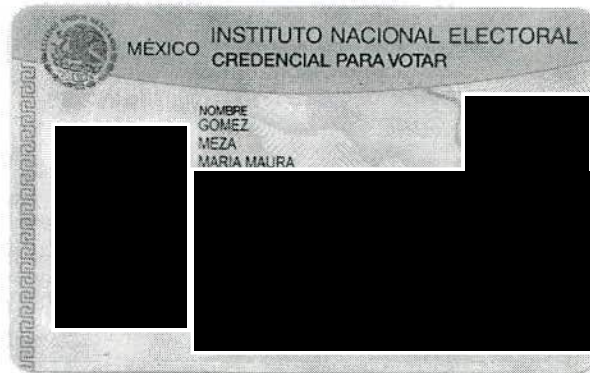 MÉXICO INSTITUTO NACIONAL ELECTORAL
CREDENCIAL PARA VOTAR
NOMBRE
GOMEZ
MEZA
MARIA MAURA